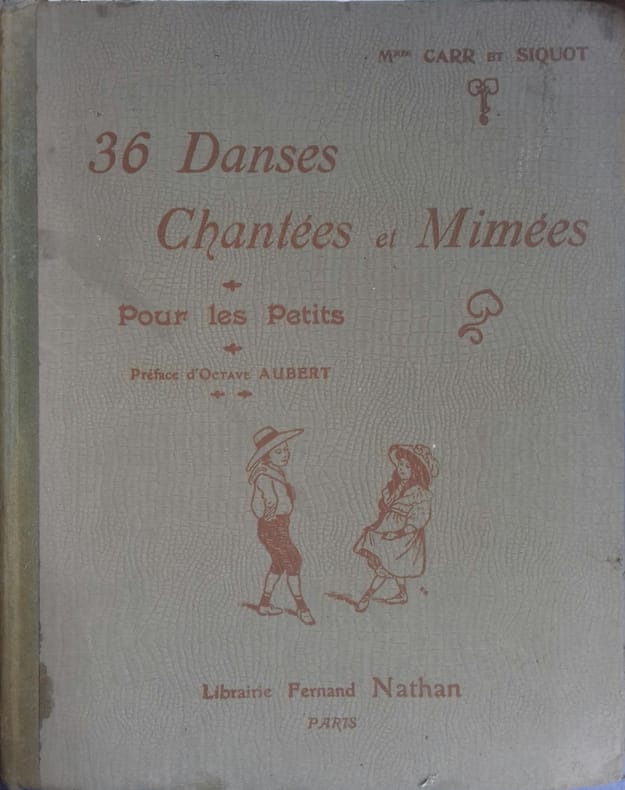 Mmes CARR ET SIQUOT
36 Danses
Chantées et Mimées
Pour les Petits
Préface d'OCTAVE AUBERT
Librairie Fernand Nathan
PARIS